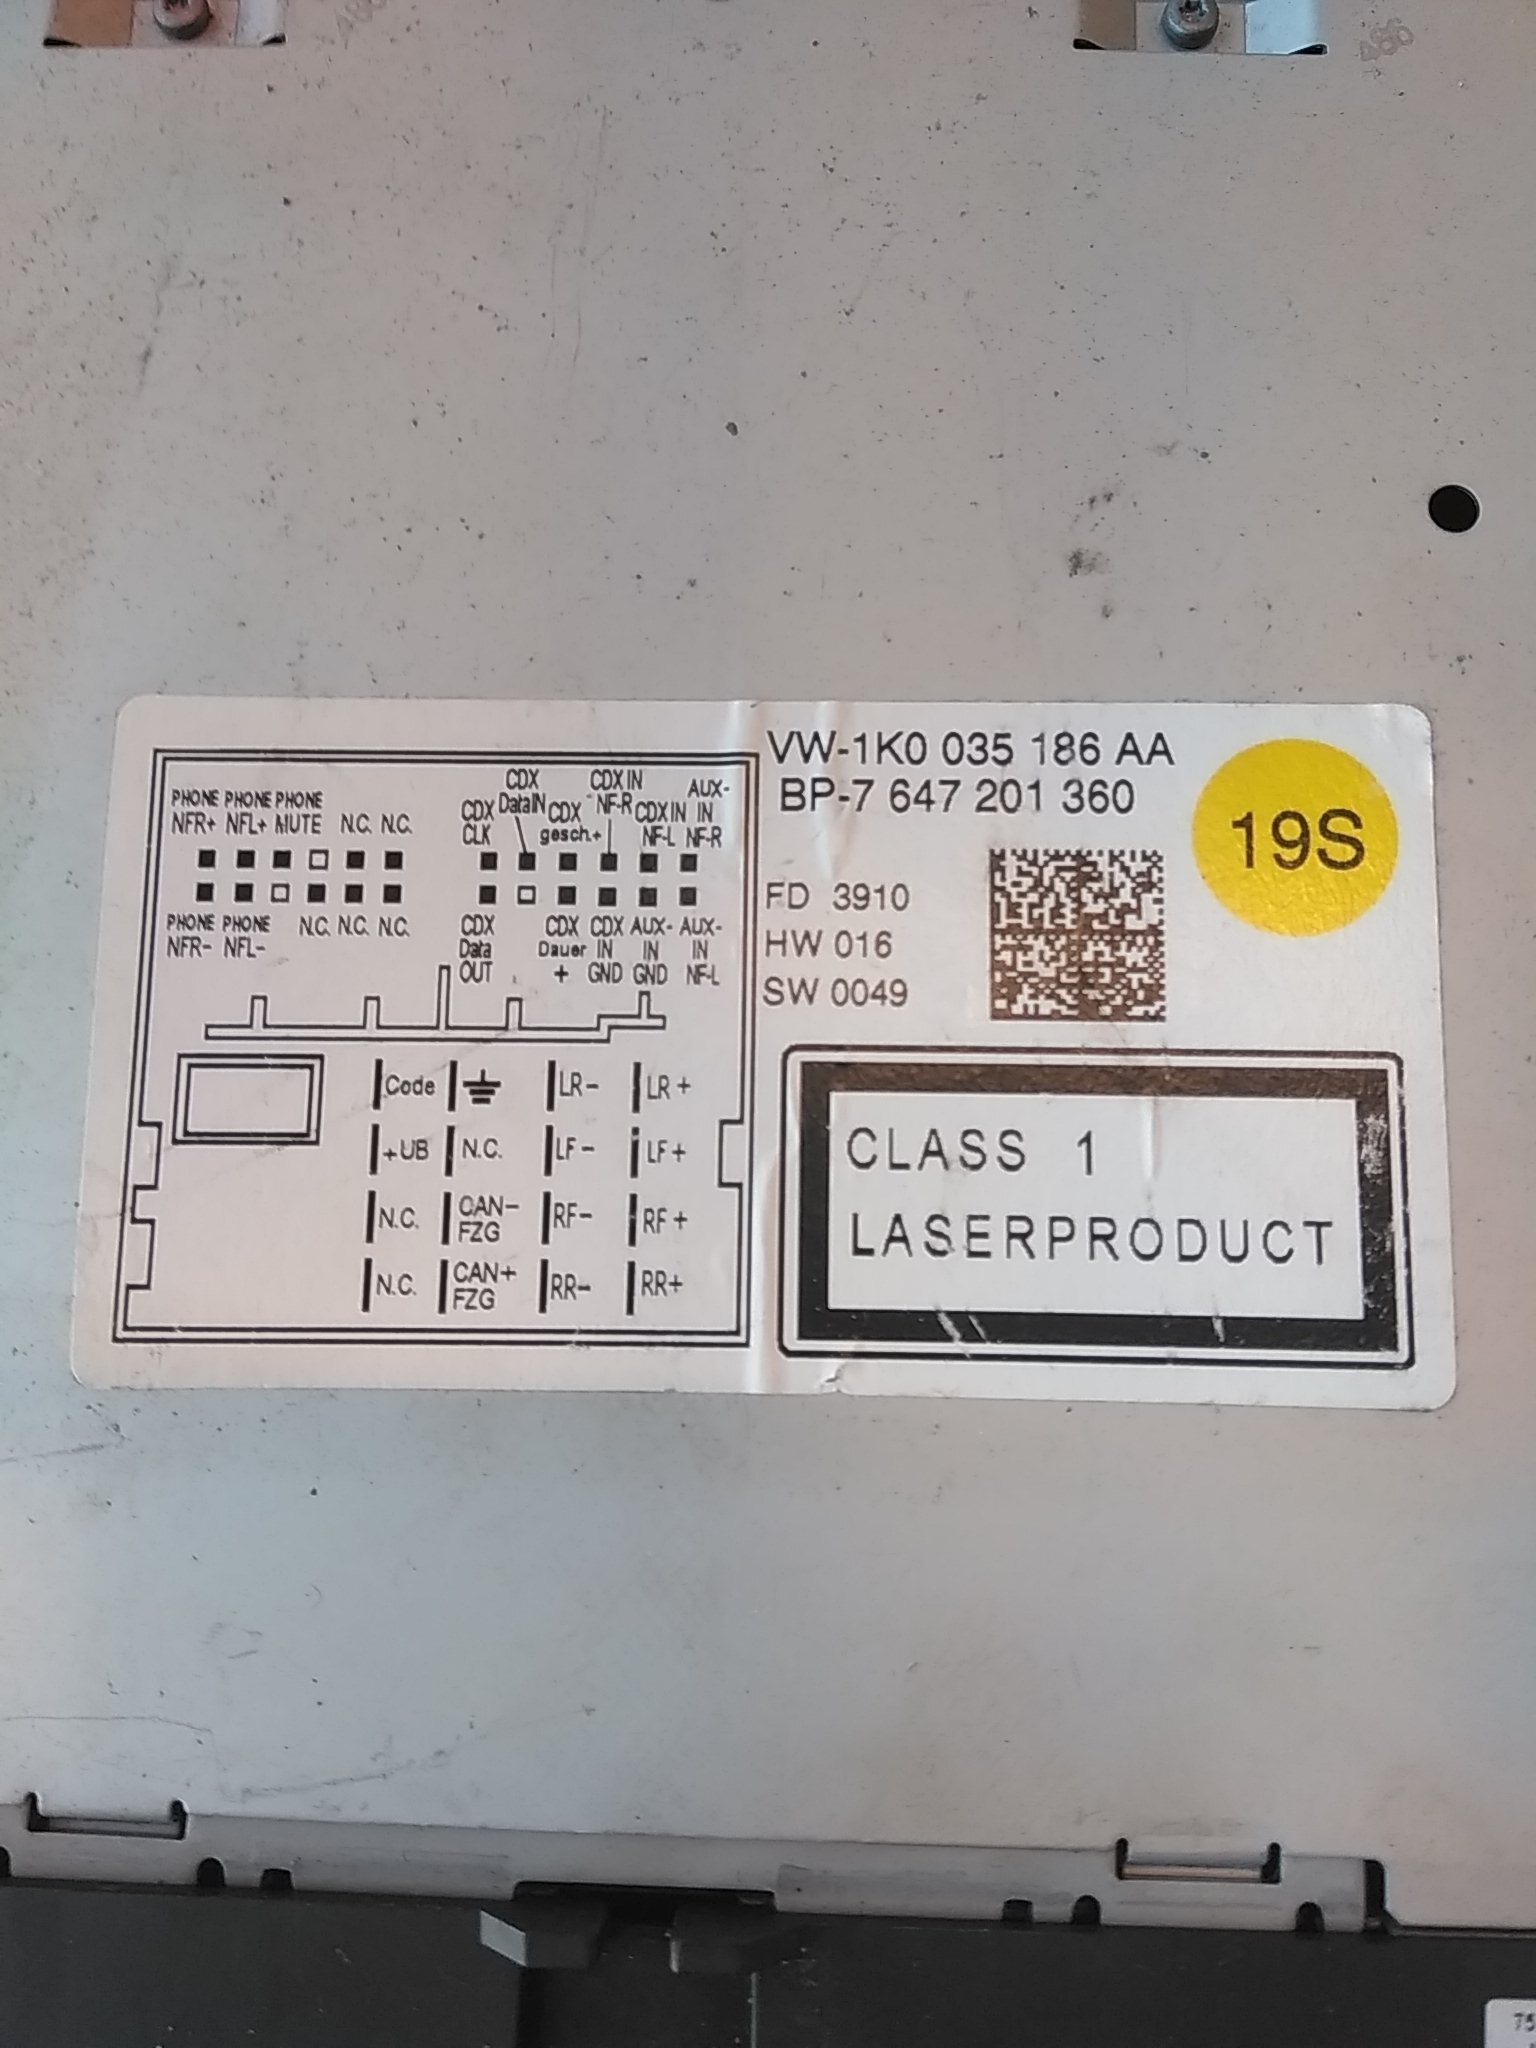 486
486
VW-1K0 035 186 AA
BP-7 647 201 360
19S
FD 3910
HW 016
SW 0049
CLASS 1
LASERPRODUCT
PHONE NFR+
PHONE NFL+
PHONE MUTE
N.C.
N.C.
CDX CLK
CDX DataIN
CDX gesch.+
CDX IN NF-R
CDX IN NF-L
AUX-IN NF-R
PHONE NFR-
PHONE NFL-
N.C.
N.C.
N.C.
CDX Data OUT
CDX Dauer +
CDX IN GND
AUX-IN GND
AUX-IN NF-L
Code LR- LR+
+UB N.C. LF- LF+
N.C. CAN- FZG RF- RF+
N.C. CAN+ FZG RR- RR+